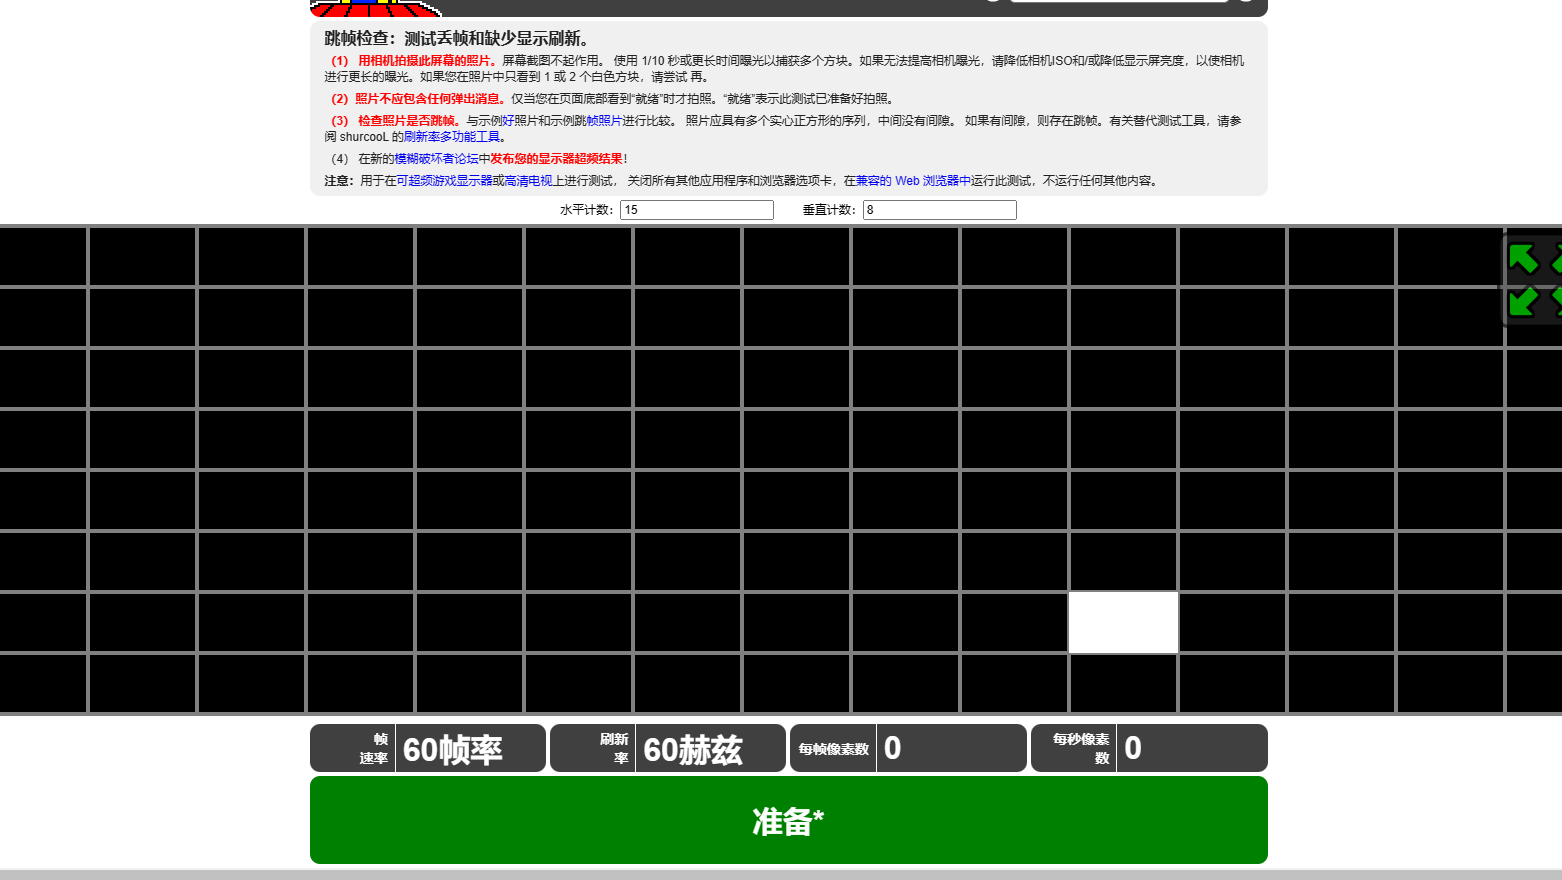 跳帧检查：测试丢帧和缺少显示刷新。
（1） 用相机拍摄此屏幕的照片。屏幕截图不起作用。 使用 1/10 秒或更长时间曝光以捕获多个方块。如果无法提高相机曝光，请降低相机ISO和/或降低显示屏亮度，以使相机
进行更长的曝光。如果您在照片中只看到 1 或 2 个白色方块，请尝试 再。
（2）照片不应包含任何弹出消息。仅当您在页面底部看到“就绪”时才拍照。“就绪”表示此测试已准备好拍照。
（3） 检查照片是否跳帧。与示例好照片和示例跳帧照片进行比较。 照片应具有多个实心正方形的序列，中间没有间隙。 如果有间隙，则存在跳帧。有关替代测试工具，请参
阅 shurcooL 的刷新率多功能工具。
（4） 在新的模糊破坏者论坛中发布您的显示器超频结果！
注意：用于在可超频游戏显示器或高清电视上进行测试， 关闭所有其他应用程序和浏览器选项卡，在兼容的 Web 浏览器中运行此测试，不运行任何其他内容。
水平计数：15 垂直计数：8
帧速率 60帧率 刷新率 60赫兹 每帧像素数 0 每秒像素数 0
准备*